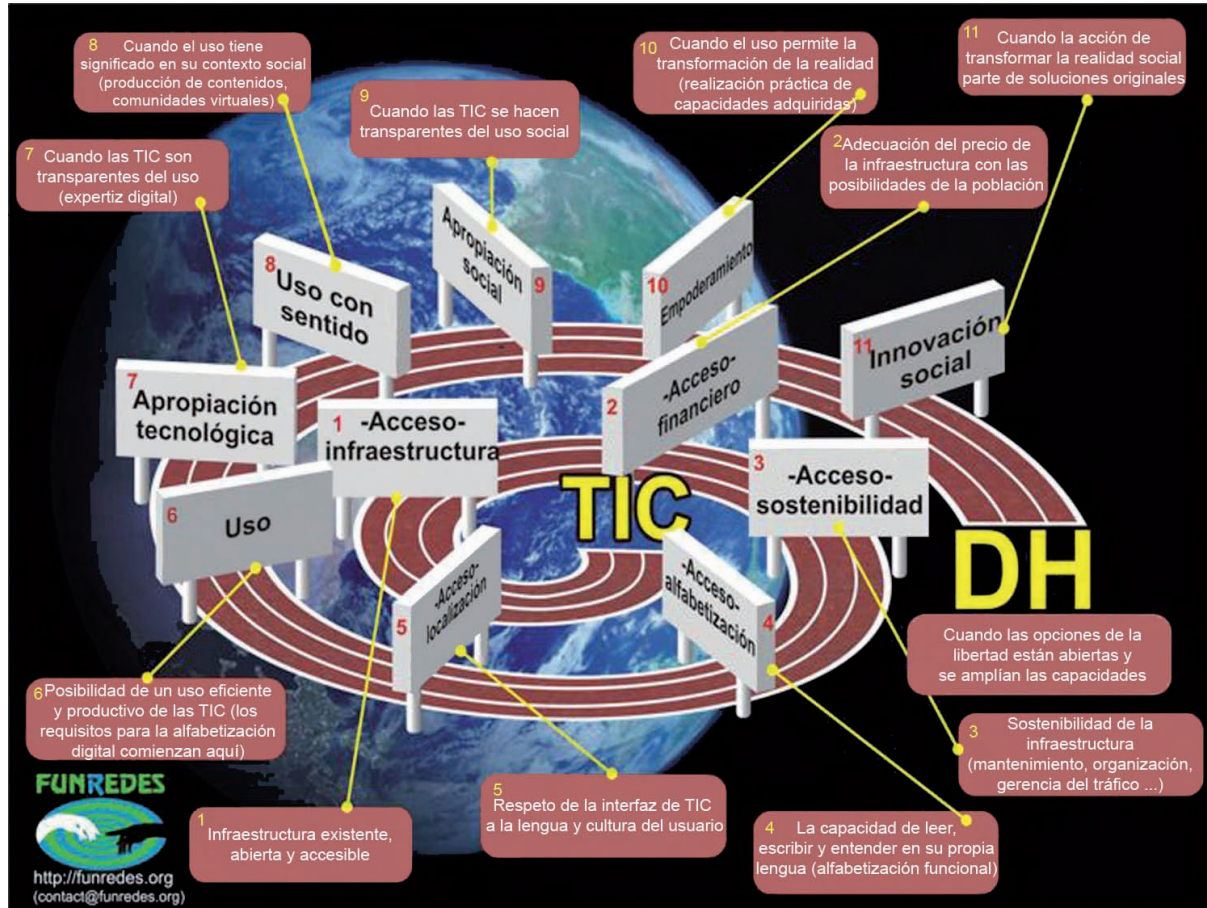 8 Cuando el uso tiene
significado en su contexto social
(producción de contenidos,
comunidades virtuales)
9
Cuando las TIC se hacen
transparentes del uso social
10 Cuando el uso permite la
transformación de la realidad
(realización práctica de
capacidades adquiridas)
11
Cuando la acción de
transformar la realidad social
parte de soluciones originales
7
Cuando las TIC son
transparentes del uso
(expertiz digital)
2 Adecuación del precio de
la infraestructura con las
posibilidades de la población
8
Uso con
sentido
Apropiación
social
9
10
Empoderamiento
11
Innovación
social
7
Apropiación
tecnológica
1
-Acceso-
infraestructura
2
-Acceso-
financiero
3
-Acceso-
sostenibilidad
6
Uso
TIC
DH
5
-Acceso-
localización
-Acceso-
alfabetización
4
Cuando las opciones de la
libertad están abiertas y
se amplían las capacidades
6 Posibilidad de un uso eficiente
y productivo de las TIC (los
requisitos para la alfabetización
digital comienzan aquí)
3 Sostenibilidad de la
infraestructura
(mantenimiento, organización,
gerencia del tráfico ...)
5
Respeto de la interfaz de TIC
a la lengua y cultura del usuario
1
Infraestructura existente,
abierta y accesible
4 La capacidad de leer,
escribir y entender en su propia
lengua (alfabetización funcional)
FUNREDES
http://funredes.org
(contact@funredes.org)